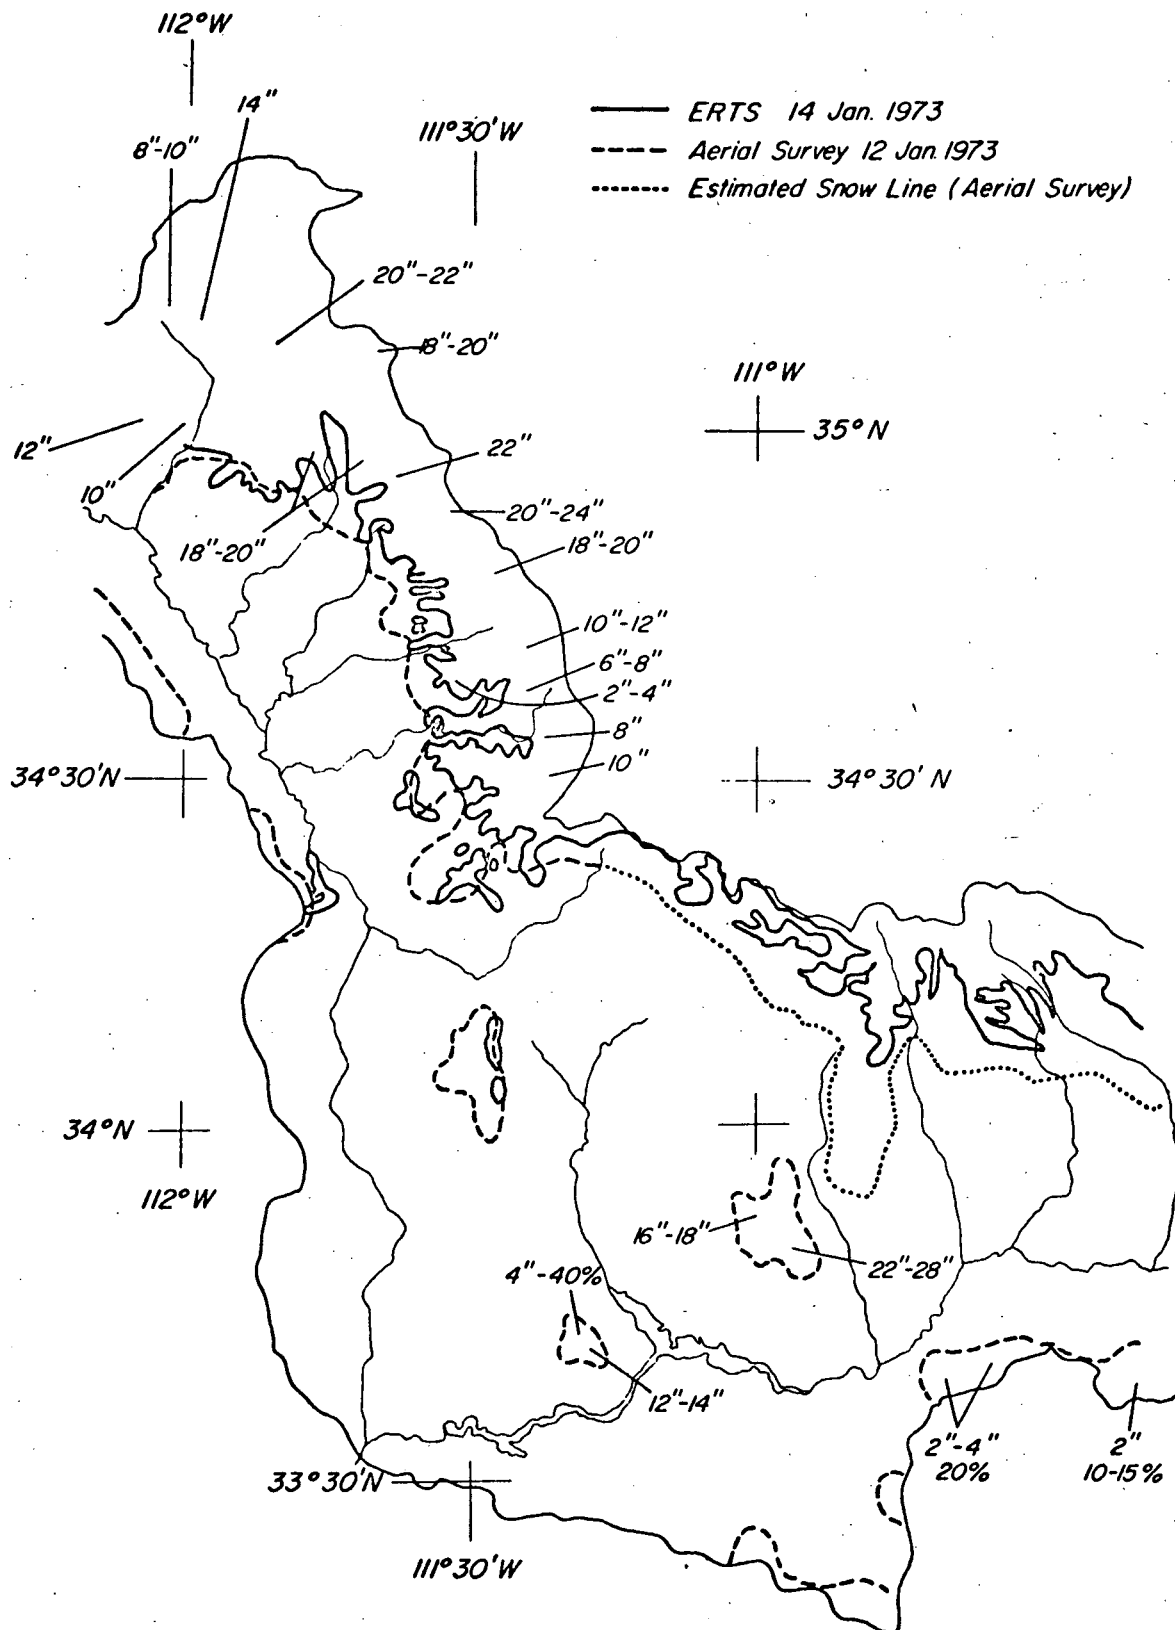 112°W
14"
8"-10"
111°30'W
ERTS 14 Jan. 1973
Aerial Survey 12 Jan. 1973
Estimated Snow Line (Aerial Survey)
20"-22"
18"-20"
111°W
35°N
12"
10"
22"
18"-20"
20"-24"
18"-20"
10"-12"
6"-8"
2"-4"
8"
10"
34°30'N
34°30'N
34°N
112°W
16"-18"
22"-28"
4"-40%
12"-14"
2"-4"
20%
2"
10-15%
33°30'N
111°30'W